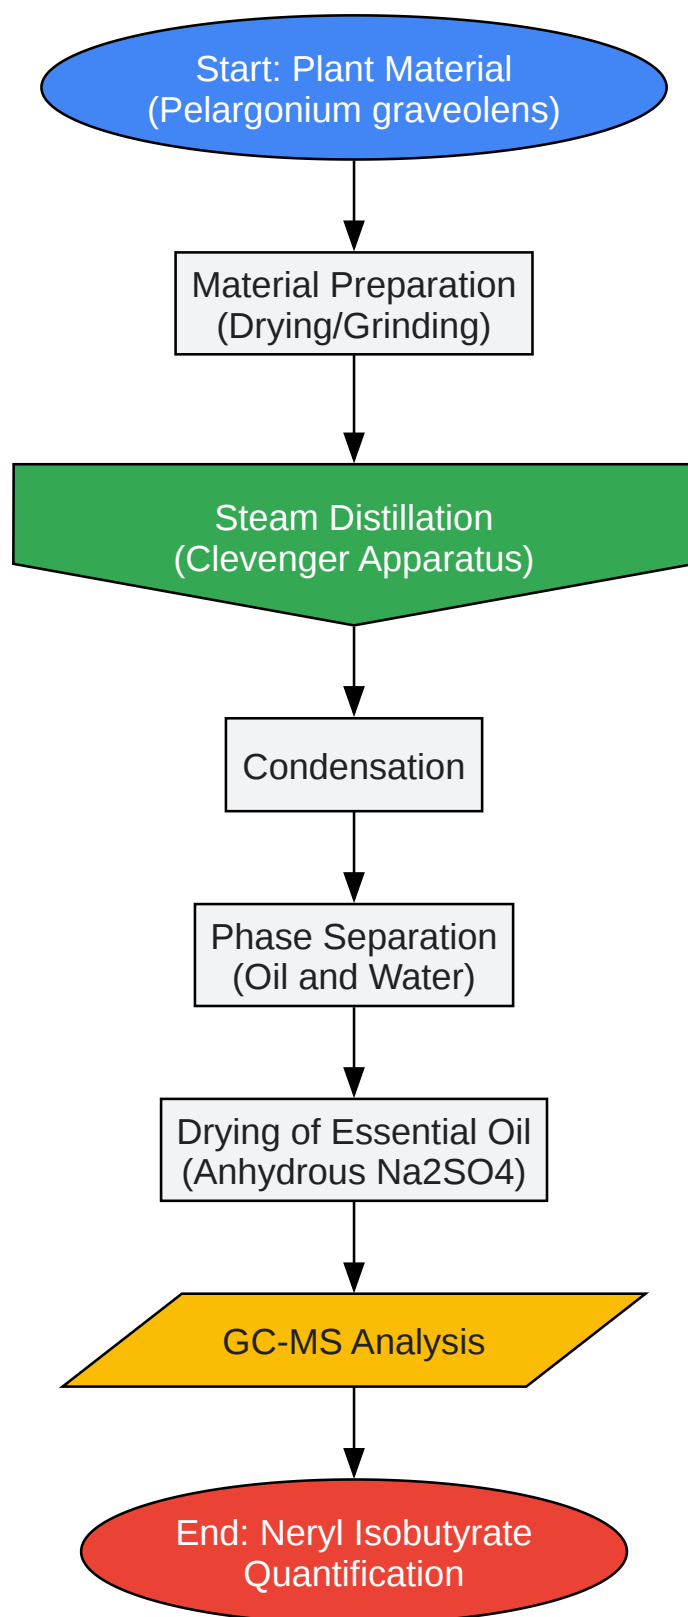 Start: Plant Material
(Pelargonium graveolens)
Material Preparation
(Drying/Grinding)
Steam Distillation
(Clevenger Apparatus)
Condensation
Phase Separation
(Oil and Water)
Drying of Essential Oil
(Anhydrous Na2SO4)
GC-MS Analysis
End: Neryl Isobutyrate
Quantification